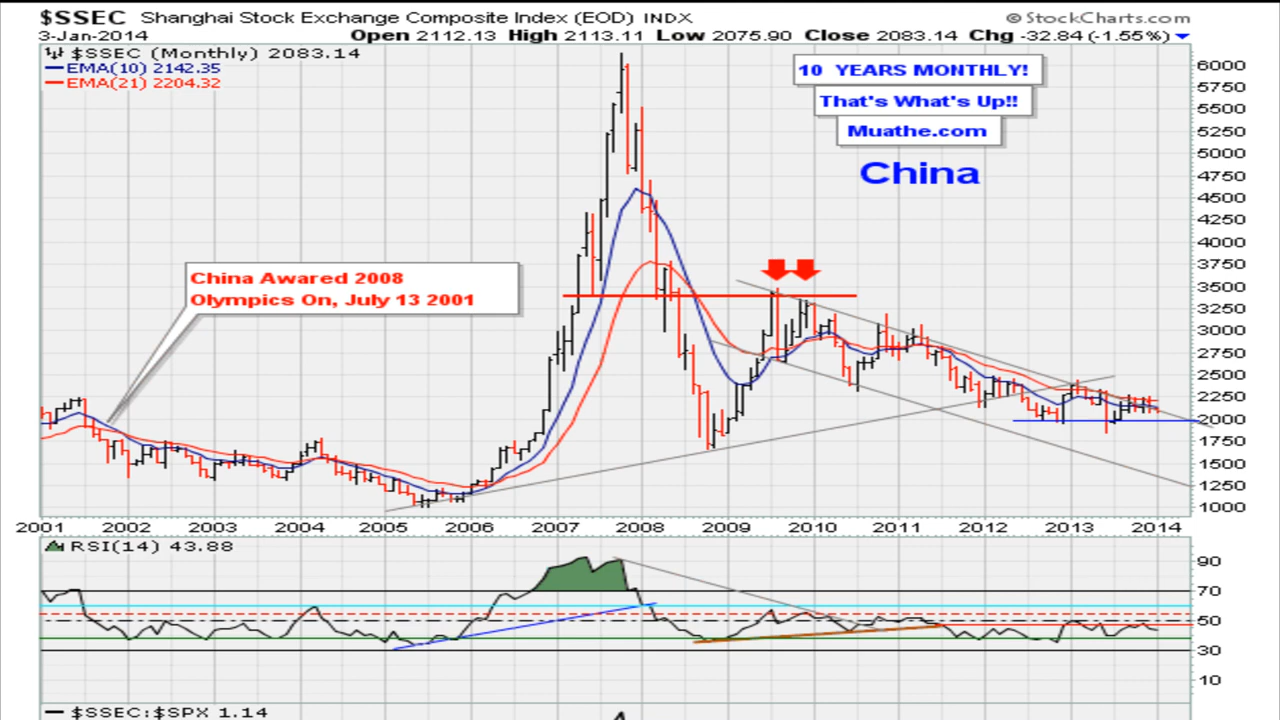 $SSEC Shanghai Stock Exchange Composite Index (EOD) INDX © StockCharts.com
3-Jan-2014 Open 2112.13 High 2113.11 Low 2075.90 Close 2083.14 Chg -32.84 (-1.55%)
$SSEC (Monthly) 2083.14
EMA(10) 2142.35
EMA(21) 2204.32
10 YEARS MONTHLY!
That's What's Up!!
Muathe.com
China
China Awared 2008
Olympics On, July 13 2001
6000
5750
5500
5250
5000
4750
4500
4250
4000
3750
3500
3250
3000
2750
2500
2250
2000
1750
1500
1250
1000
2001 2002 2003 2004 2005 2006 2007 2008 2009 2010 2011 2012 2013 2014
RSI(14) 43.88
90
70
50
30
10
$SSEC:$SPX 1.14